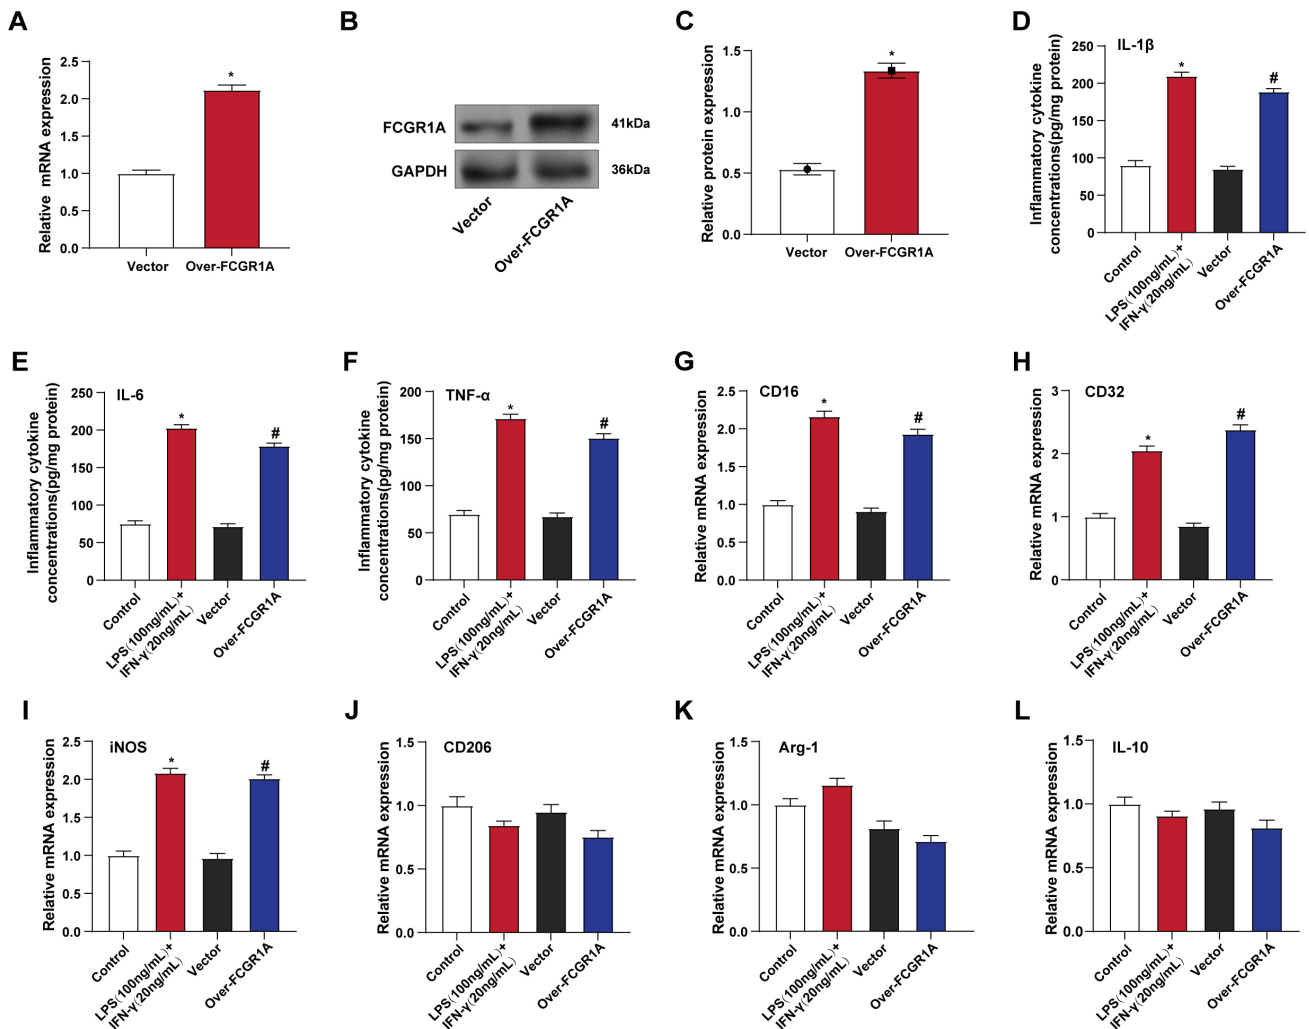 A
Relative mRNA expression
2.5
2.0
1.5
1.0
0.5
0.0
*
Vector
Over-FCGR1A
B
FCGR1A
41kDa
GAPDH
36kDa
Vector
Over-FCGR1A
C
Relative protein expression
1.5
1.0
0.5
0.0
*
Vector
Over-FCGR1A
D
Inflammatory cytokine
concentrations(pg/mg protein)
IL-1β
250
200
150
100
50
0
*
#
Control
LPS(100ng/mL)+
IFN-γ(20ng/mL)
Vector
Over-FCGR1A
E
Inflammatory cytokine
concentrations(pg/mg protein)
IL-6
250
200
150
100
50
0
*
#
Control
LPS(100ng/mL)+
IFN-γ(20ng/mL)
Vector
Over-FCGR1A
F
Inflammatory cytokine
concentrations(pg/mg protein)
TNF-α
200
150
100
50
0
*
#
Control
LPS(100ng/mL)+
IFN-γ(20ng/mL)
Vector
Over-FCGR1A
G
Relative mRNA expression
CD16
2.5
2.0
1.5
1.0
0.5
0.0
*
#
Control
LPS(100ng/mL)+
IFN-γ(20ng/mL)
Vector
Over-FCGR1A
H
Relative mRNA expression
CD32
3
2
1
0
*
#
Control
LPS(100ng/mL)+
IFN-γ(20ng/mL)
Vector
Over-FCGR1A
I
Relative mRNA expression
iNOS
2.5
2.0
1.5
1.0
0.5
0.0
*
#
Control
LPS(100ng/mL)+
IFN-γ(20ng/mL)
Vector
Over-FCGR1A
J
Relative mRNA expression
CD206
1.5
1.0
0.5
0.0
Control
LPS(100ng/mL)+
IFN-γ(20ng/mL)
Vector
Over-FCGR1A
K
Relative mRNA expression
Arg-1
1.5
1.0
0.5
0.0
Control
LPS(100ng/mL)+
IFN-γ(20ng/mL)
Vector
Over-FCGR1A
L
Relative mRNA expression
IL-10
1.5
1.0
0.5
0.0
Control
LPS(100ng/mL)+
IFN-γ(20ng/mL)
Vector
Over-FCGR1A